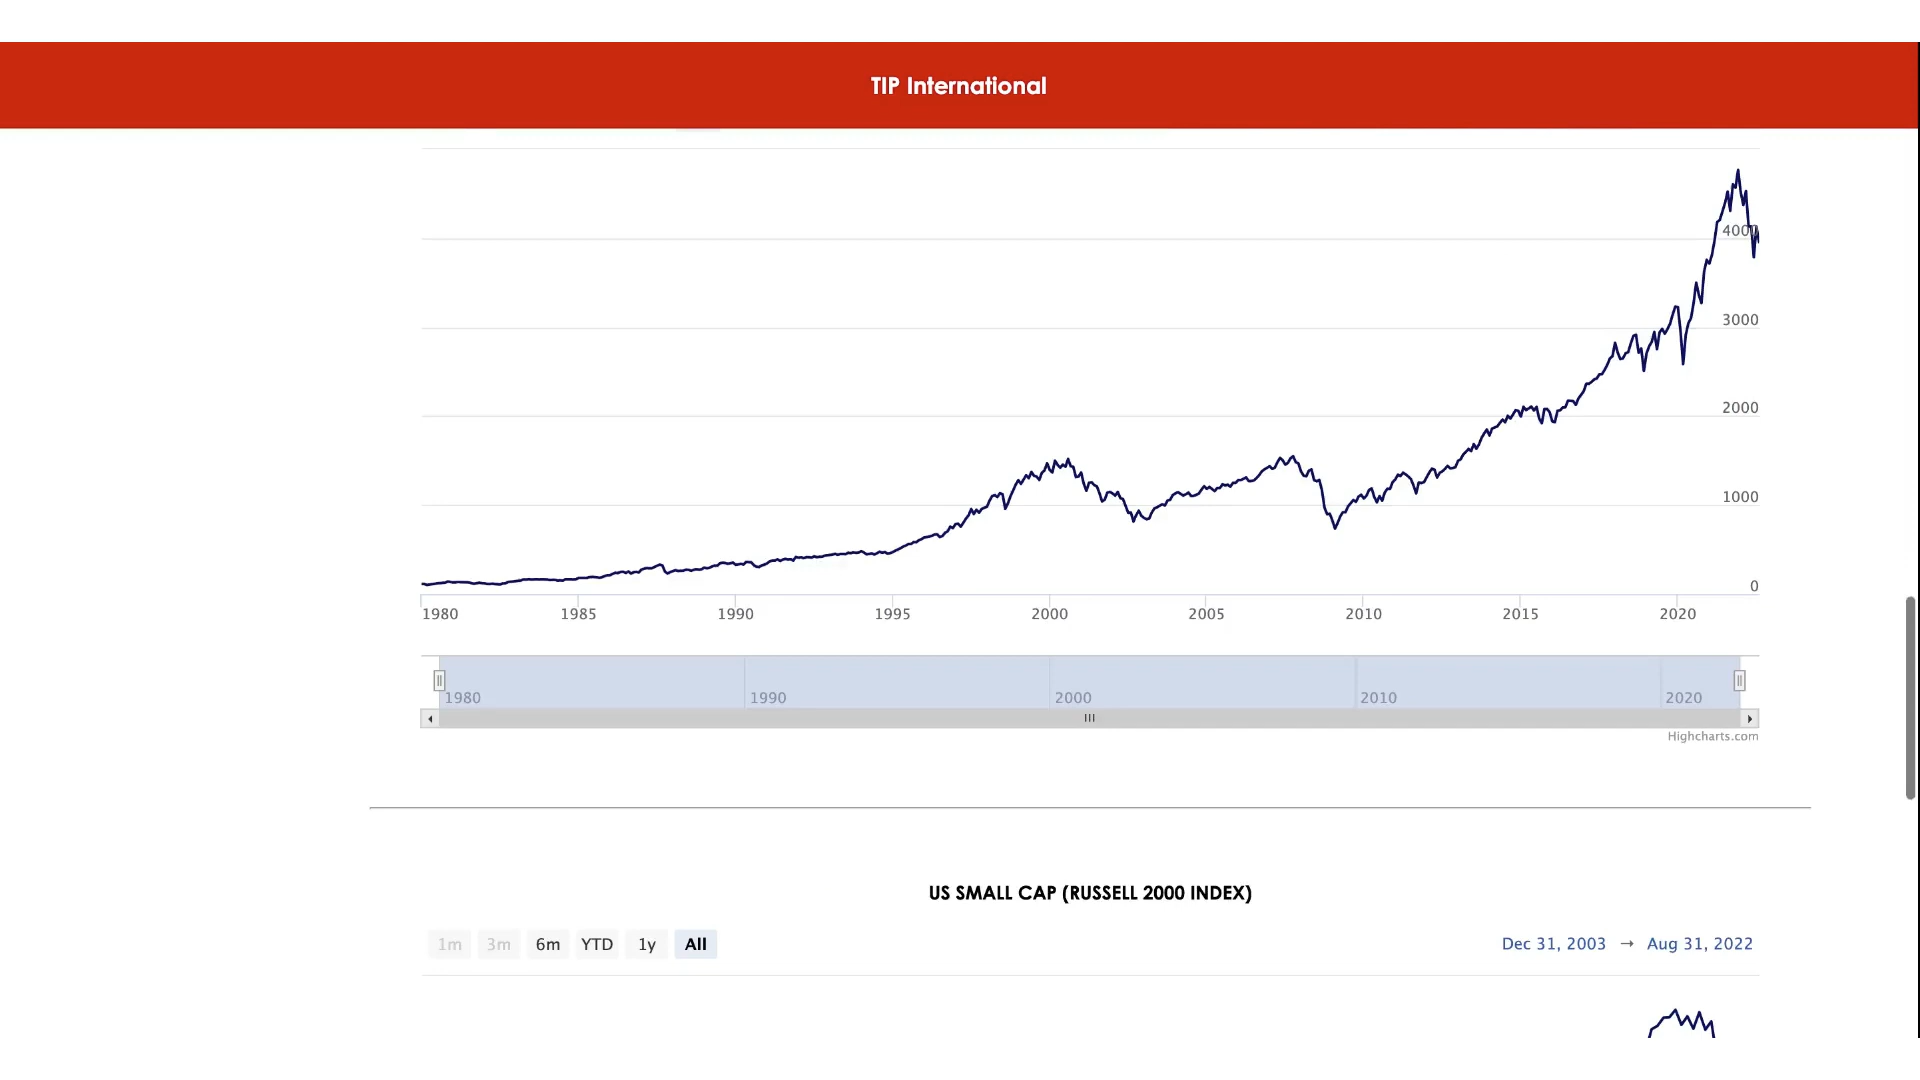 TIP International
4000
3000
2000
1000
0
1980 1985 1990 1995 2000 2005 2010 2015 2020
1980 1990 2000 2010 2020
Highcharts.com
US SMALL CAP (RUSSELL 2000 INDEX)
1m 3m 6m YTD 1y All Dec 31, 2003 → Aug 31, 2022